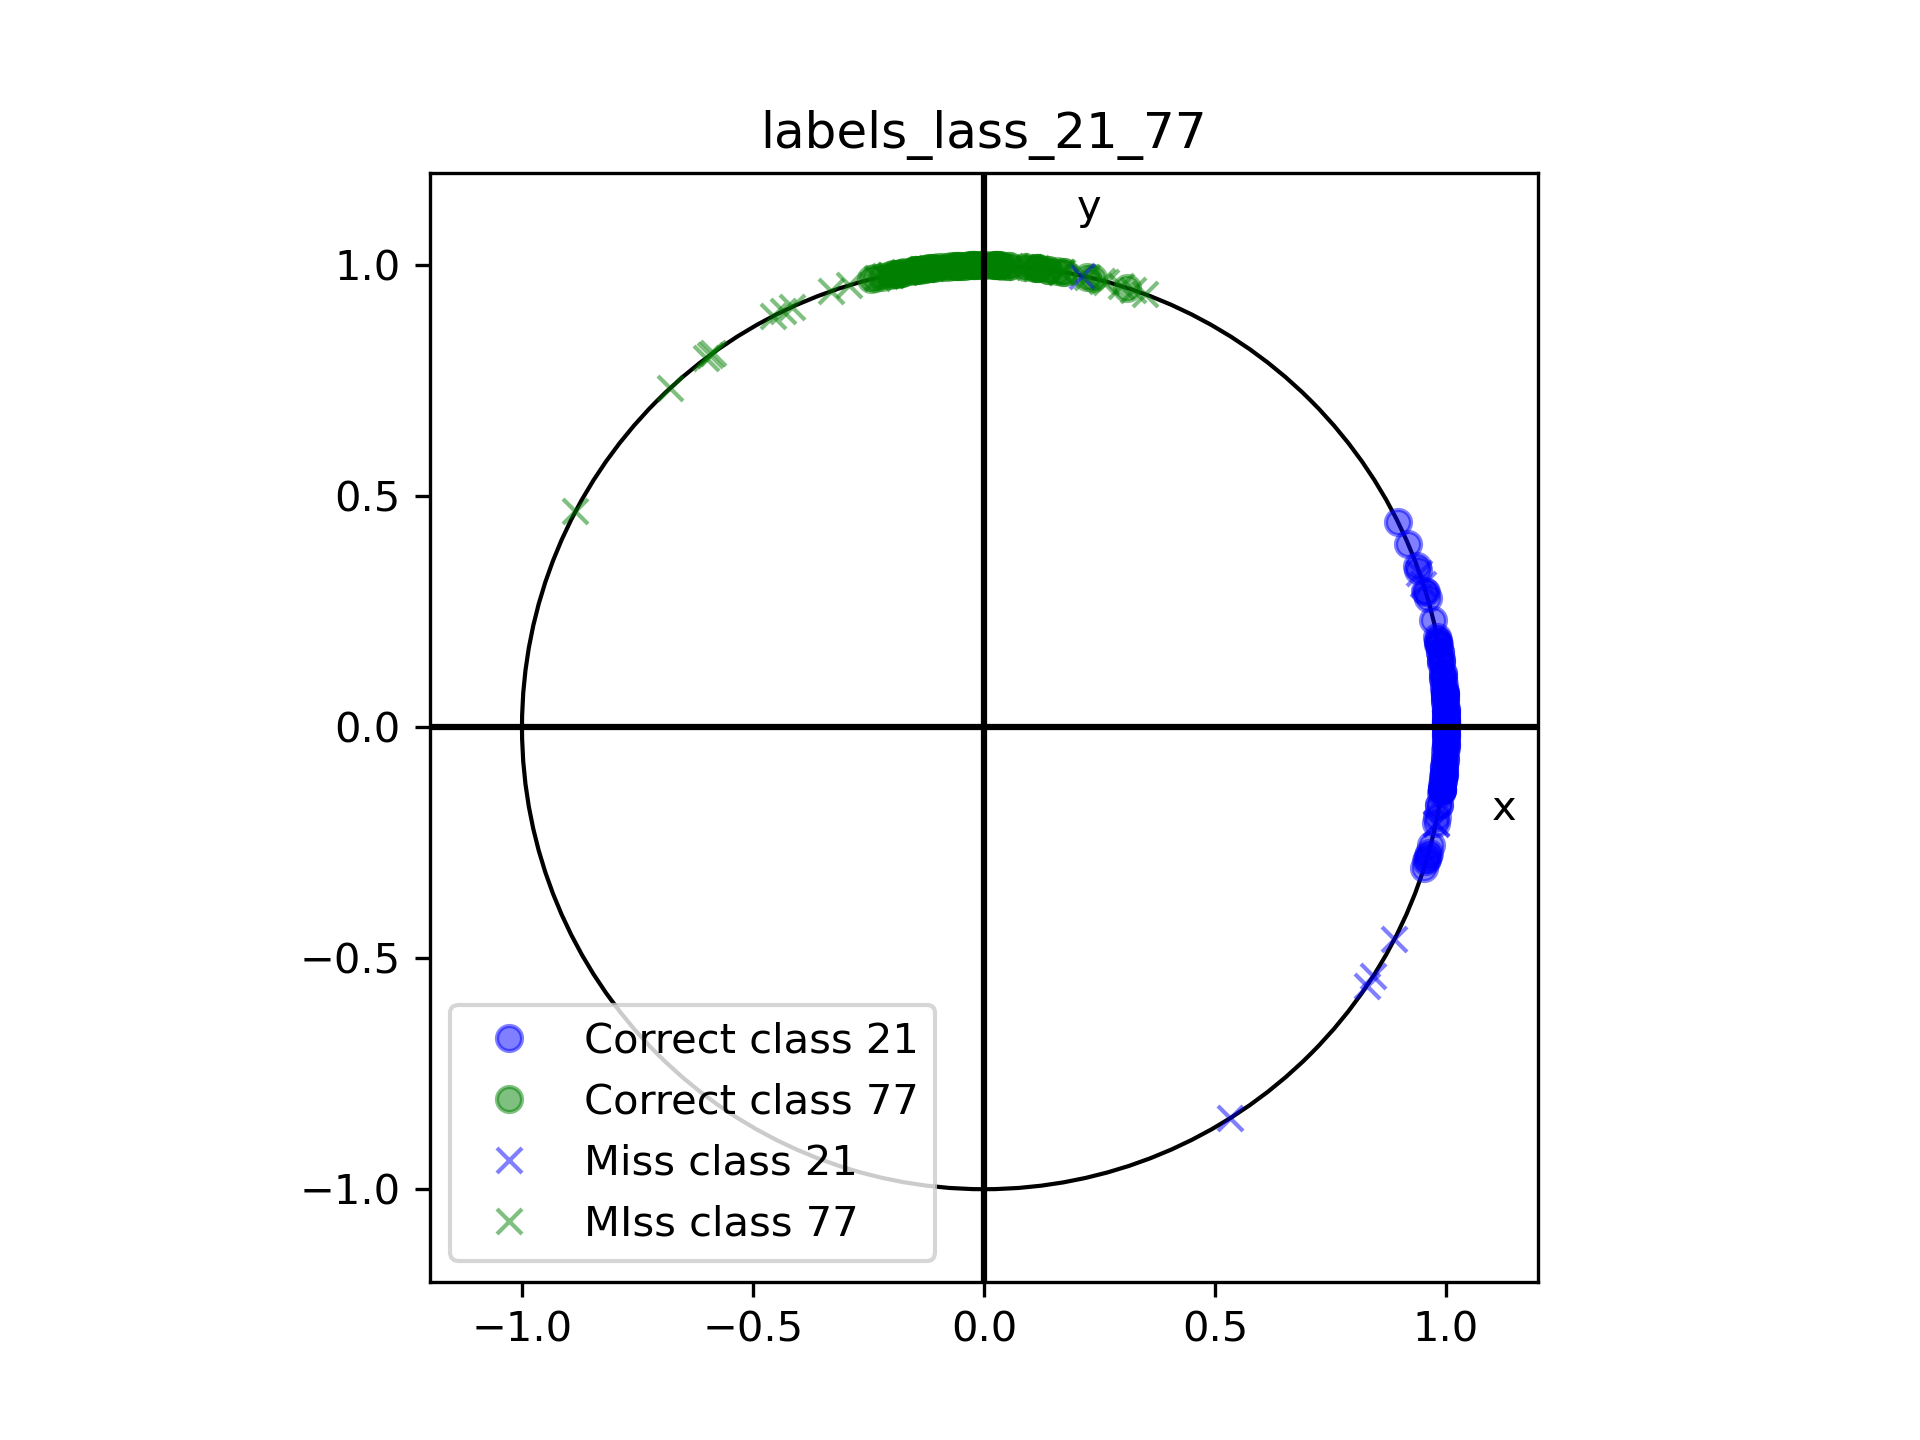 labels_lass_21_77
y
1.0
0.5
0.0
x
−0.5
−1.0
Correct class 21
Correct class 77
Miss class 21
MIss class 77
−1.0 −0.5 0.0 0.5 1.0